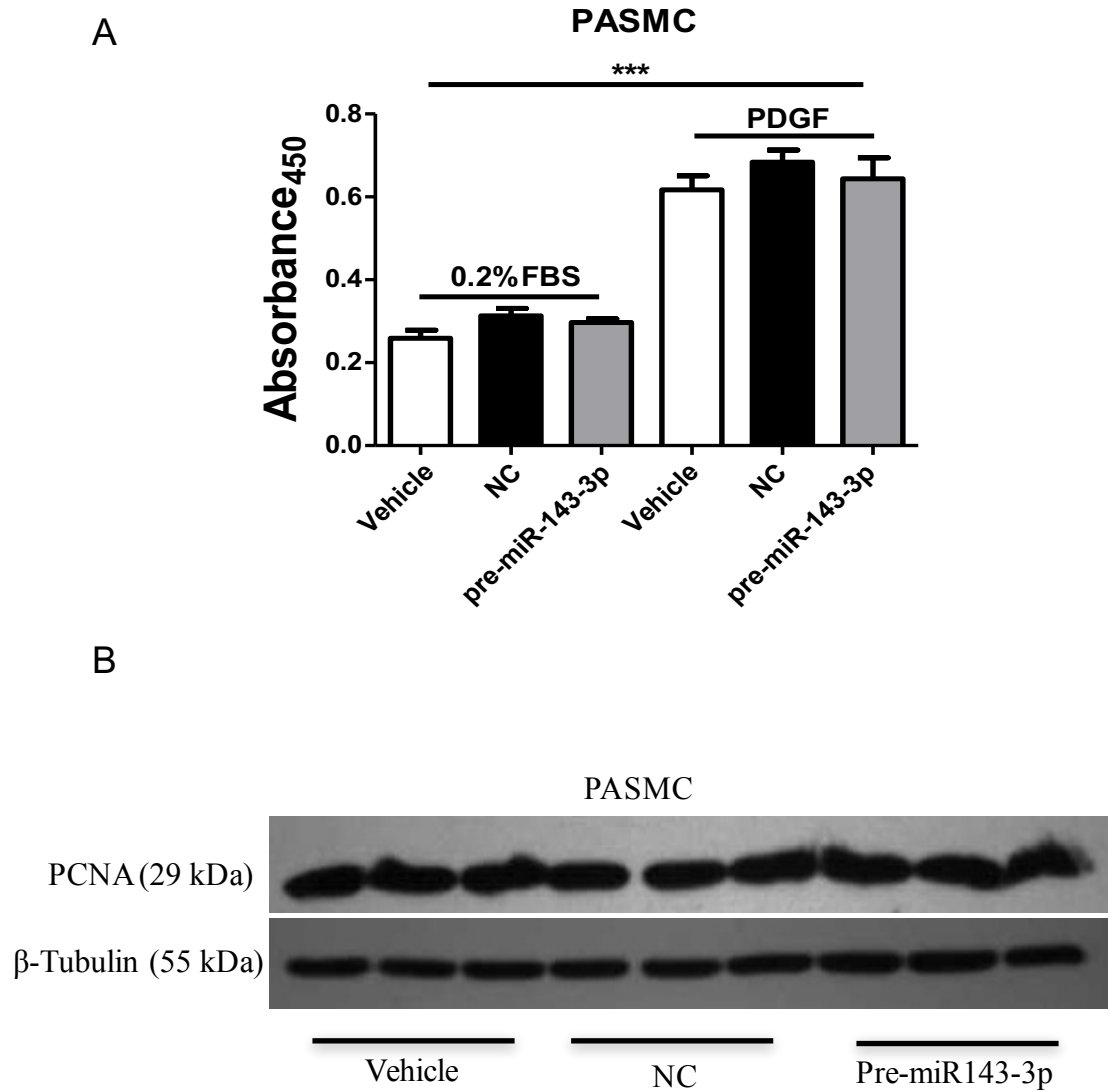 A
PASMC
***
0.8
0.6
0.4
0.2
0.0
Absorbance450
PDGF
0.2%FBS
Vehicle
NC
pre-miR-143-3p
Vehicle
NC
pre-miR-143-3p
B
PASMC
PCNA (29 kDa)
β-Tubulin (55 kDa)
Vehicle
NC
Pre-miR143-3p